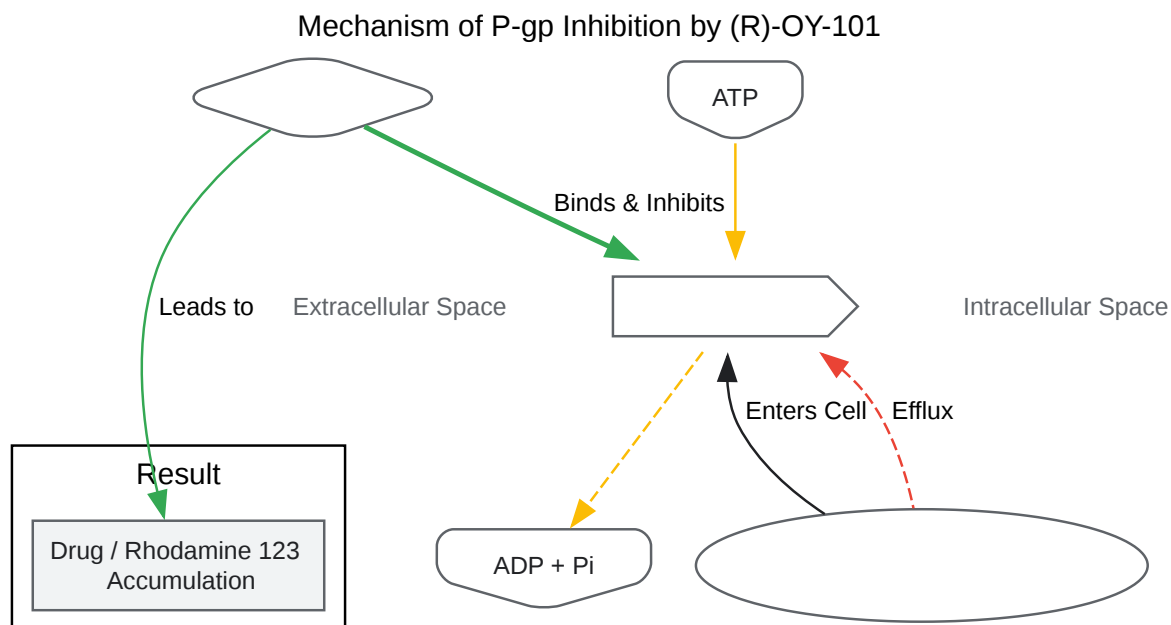 Mechanism of P-gp Inhibition by (R)-OY-101
ATP
Binds & Inhibits
Leads to
Extracellular Space
Intracellular Space
Enters Cell
Efflux
Result
Drug / Rhodamine 123
Accumulation
ADP + Pi